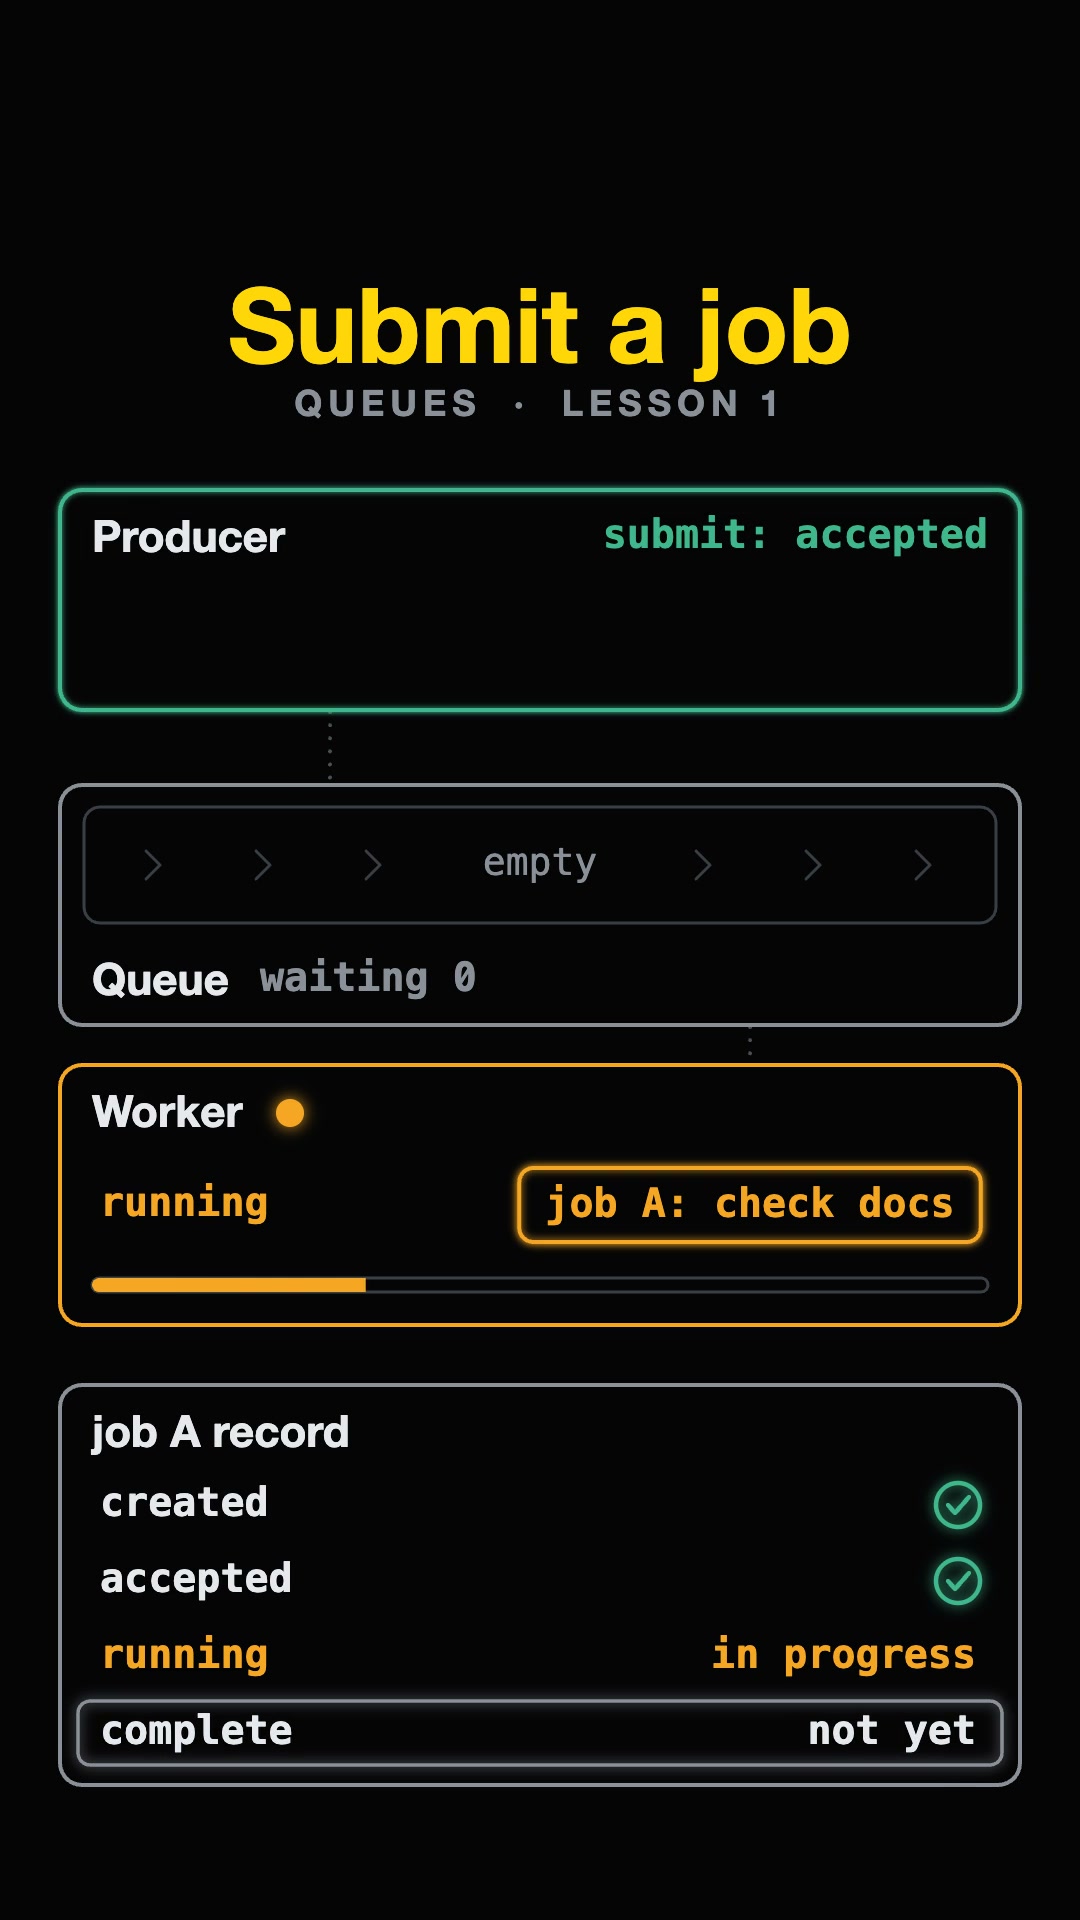 Submit a job
QUEUES · LESSON 1
Producer submit: accepted
empty
Queue waiting 0
Worker
running job A: check docs
job A record
created
accepted
running in progress
complete not yet